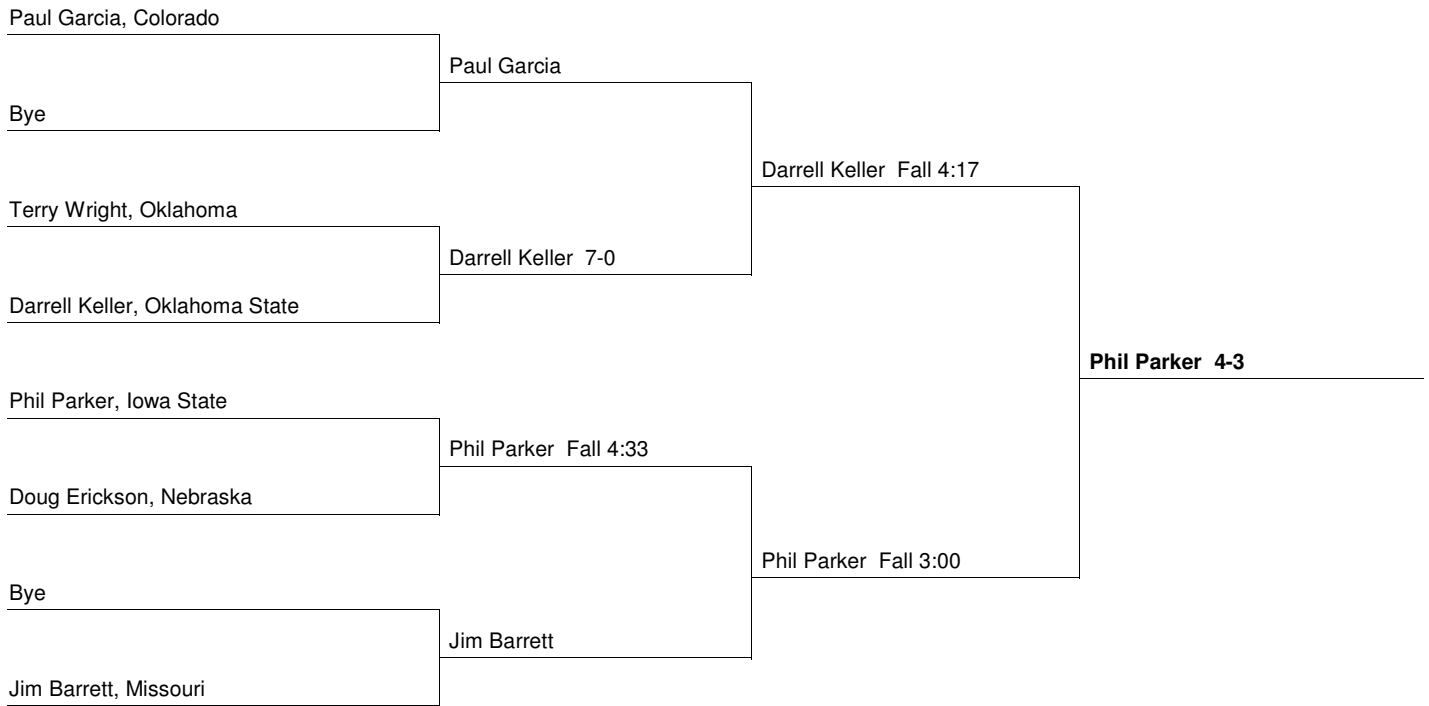 Paul Garcia, Colorado
Paul Garcia
Bye
Darrell Keller  Fall 4:17
Terry Wright, Oklahoma
Darrell Keller  7-0
Darrell Keller, Oklahoma State
Phil Parker  4-3
Phil Parker, Iowa State
Phil Parker  Fall 4:33
Doug Erickson, Nebraska
Phil Parker  Fall 3:00
Bye
Jim Barrett
Jim Barrett, Missouri